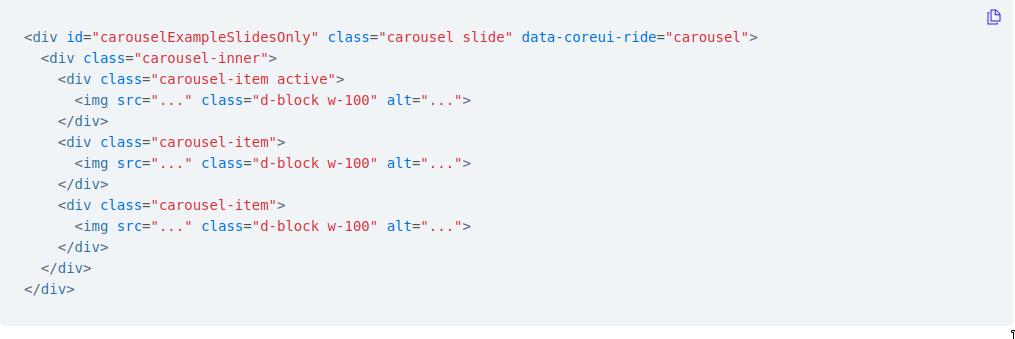 <div id="carouselExampleSlidesOnly" class="carousel slide" data-coreui-ride="carousel">
  <div class="carousel-inner">
    <div class="carousel-item active">
      <img src="..." class="d-block w-100" alt="...">
    </div>
    <div class="carousel-item">
      <img src="..." class="d-block w-100" alt="...">
    </div>
    <div class="carousel-item">
      <img src="..." class="d-block w-100" alt="...">
    </div>
  </div>
</div>